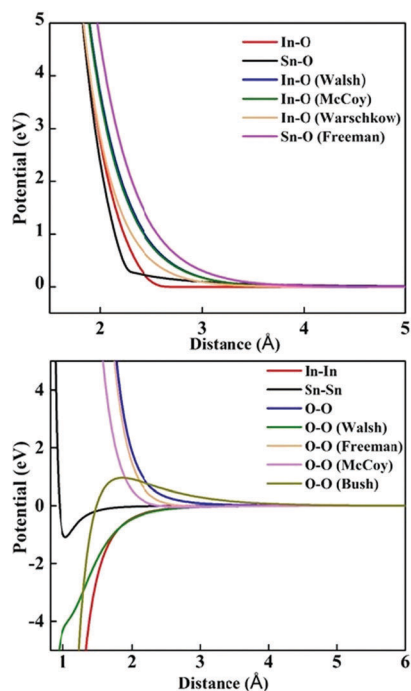 5
4
3
2
1
0
Potential (eV)
In-O
Sn-O
In-O (Walsh)
In-O (McCoy)
In-O (Warschkow)
Sn-O (Freeman)
2 3 4 5
Distance (Å)
4
2
0
-2
-4
Potential (eV)
In-In
Sn-Sn
O-O
O-O (Walsh)
O-O (Freeman)
O-O (McCoy)
O-O (Bush)
1 2 3 4 5 6
Distance (Å)